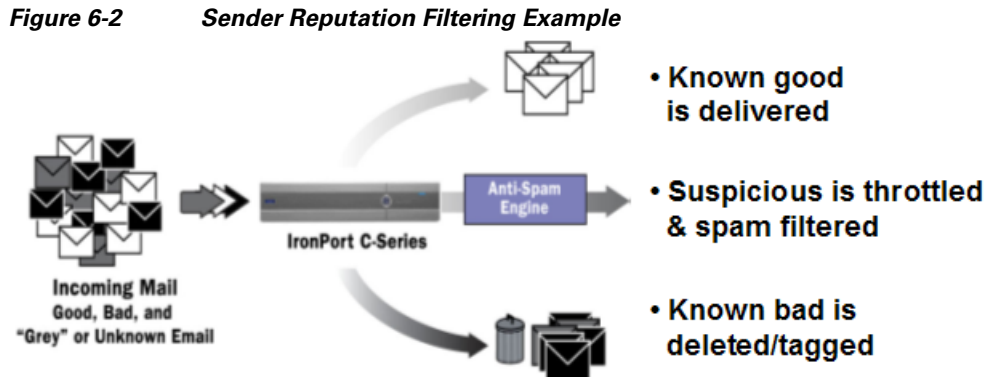 Figure 6-2 Sender Reputation Filtering Example
• Known good
is delivered
Anti-Spam
Engine
• Suspicious is throttled
& spam filtered
IronPort C-Series
Incoming Mail
Good, Bad, and
"Grey" or Unknown Email
• Known bad is
deleted/tagged